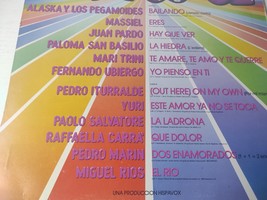 ALASKA Y LOS PEGAMOIDES BAILANDO
MASSIEL ERES
JUAN PARDO HAY QUE VER
PALOMA SAN BASILIO LA HIEDRA
MARI TRINI TE AMARE, TE AMO Y TE QUERRE
FERNANDO UBIERGO YO PIENSO EN TI
PEDRO ITURRALDE (OUT HERE) ON MY OWN
YURI ESTE AMOR YA NO SE TOCA
PAOLO SALVATORE LA LADRONA
RAFFAELLA CARRA QUE DOLOR
PEDRO MARIN DOS ENAMORADOS
MIGUEL RIOS EL RIO
UNA PRODUCCION HISPAVOX